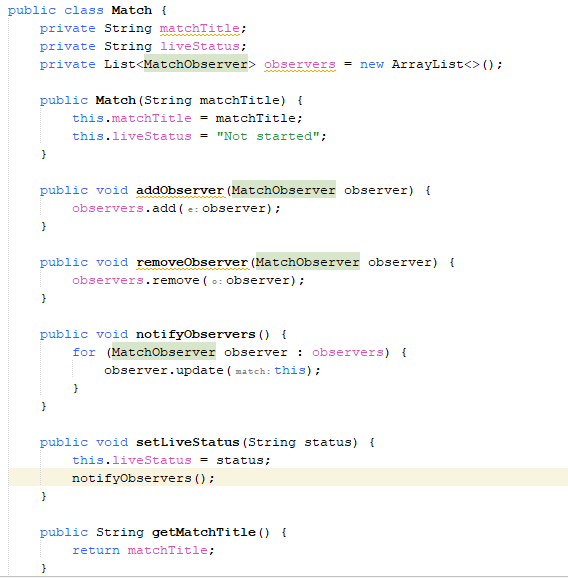 public class Match {
private String matchTitle;
private String liveStatus;
private List<MatchObserver> observers = new ArrayList<>();
public Match(String matchTitle) {
this.matchTitle = matchTitle;
this.liveStatus = "Not started";
}
public void addObserver(MatchObserver observer) {
observers.add( e: observer);
}
public void removeObserver(MatchObserver observer) {
observers.remove( o: observer);
}
public void notifyObservers() {
for (MatchObserver observer : observers) {
observer.update( match: this);
}
}
public void setLiveStatus(String status) {
this.liveStatus = status;
notifyObservers();
}
public String getMatchTitle() {
return matchTitle;
}